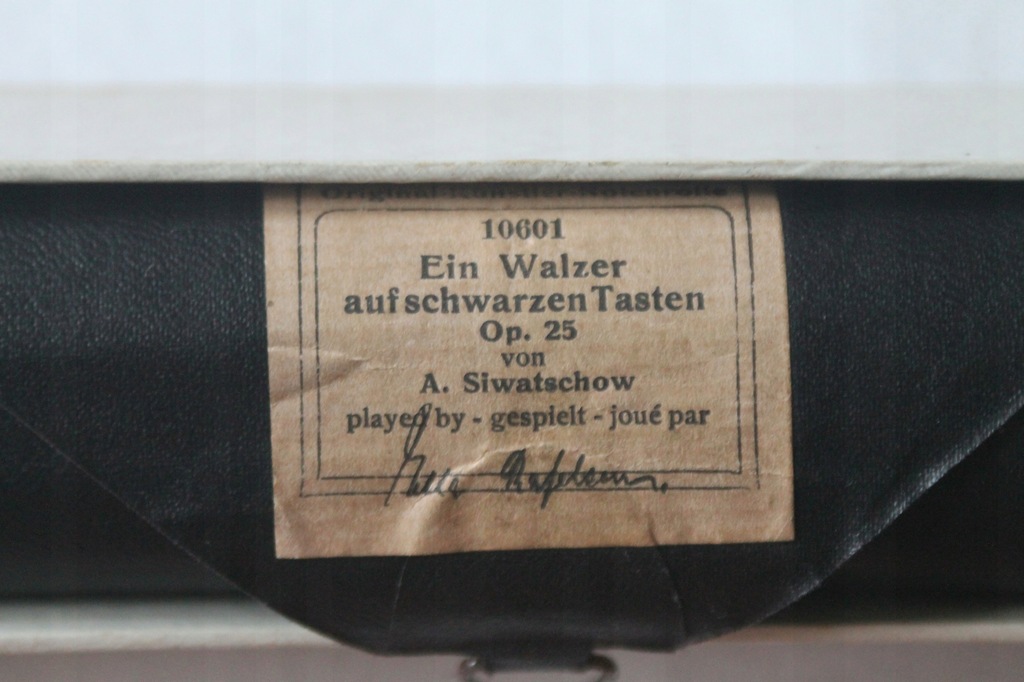 10601
Ein Walzer
auf schwarzen Tasten
Op. 25
von
A. Siwatschow
played by - gespielt - joué par